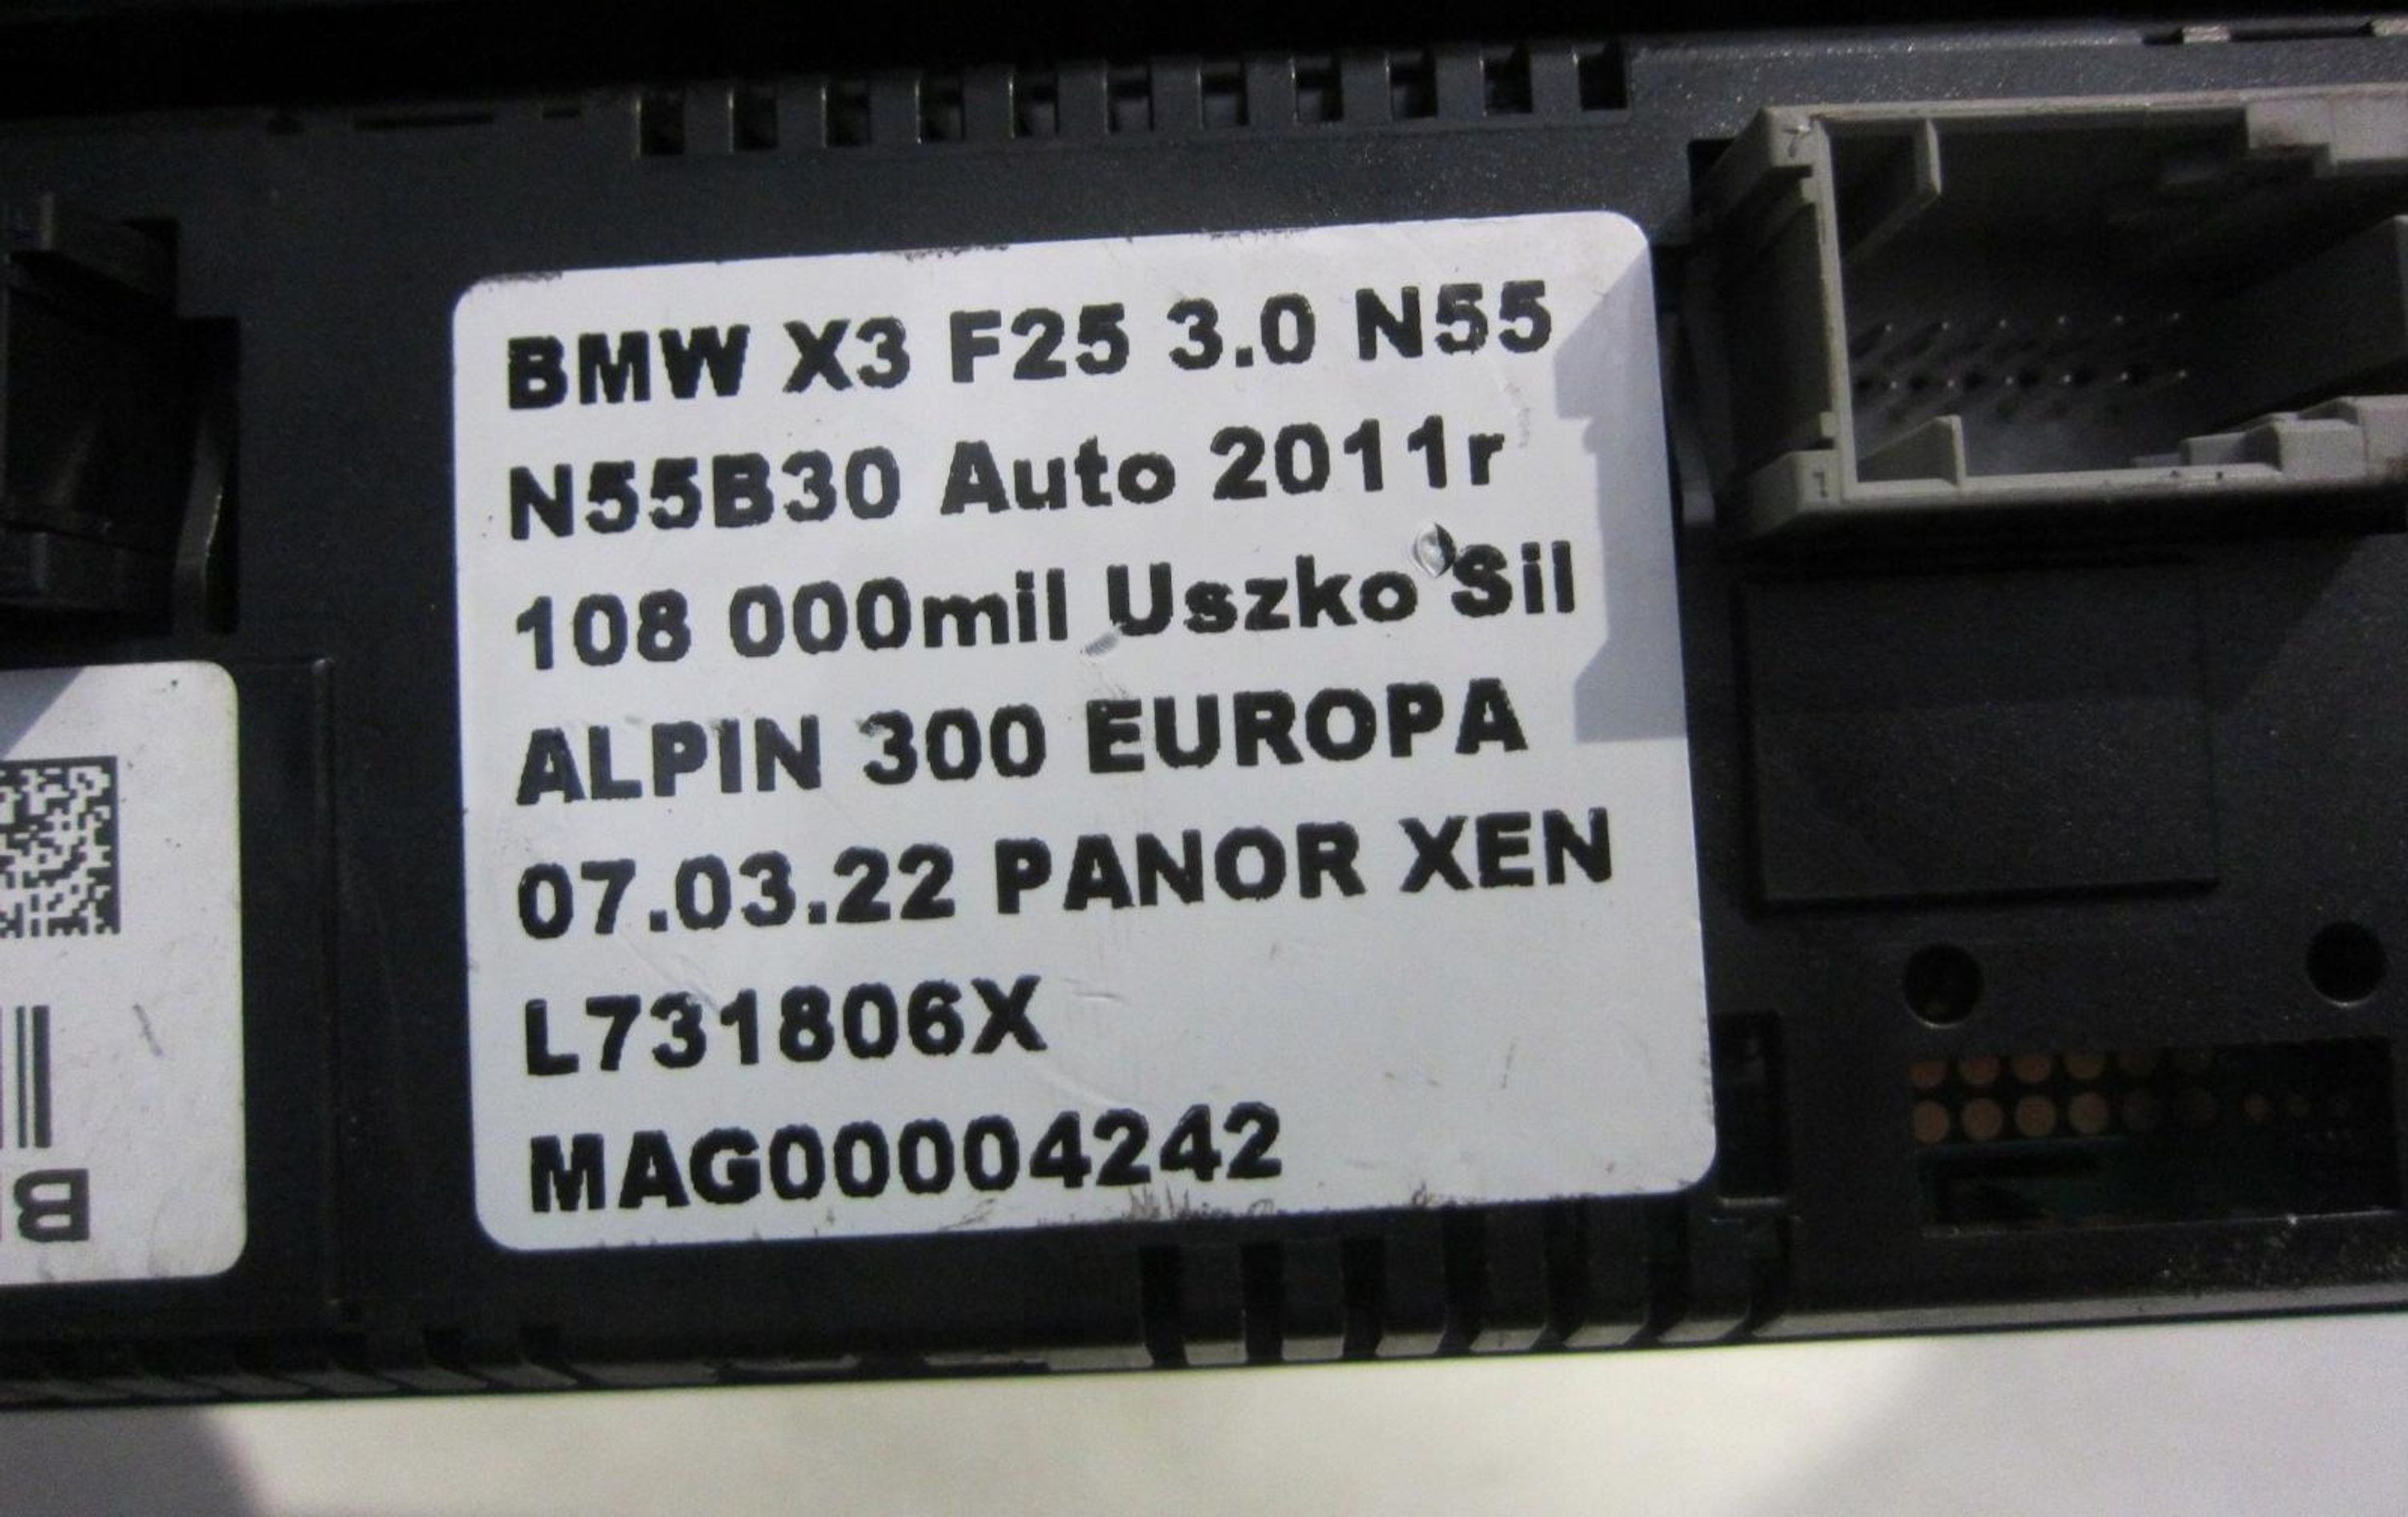 BMW X3 F25 3.0 N55
N55B30 Auto 2011r
108 000mil Uszko Sil
ALPIN 300 EUROPA
07.03.22 PANOR XEN
L731806X
MAG00004242
B